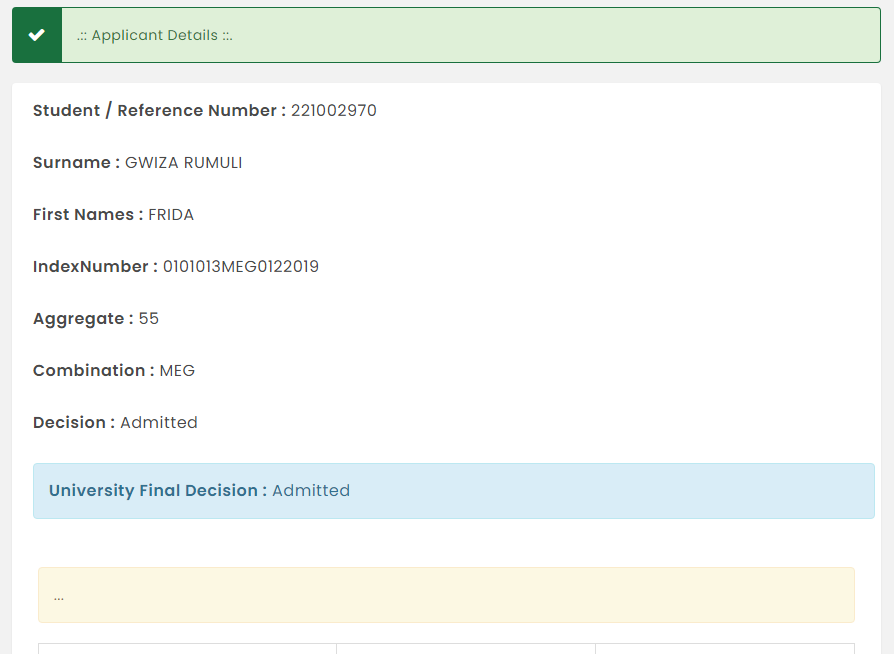 .:: Applicant Details ::.
Student / Reference Number : 221002970
Surname : GWIZA RUMULI
First Names : FRIDA
IndexNumber : 0101013MEG0122019
Aggregate : 55
Combination : MEG
Decision : Admitted
University Final Decision : Admitted
...